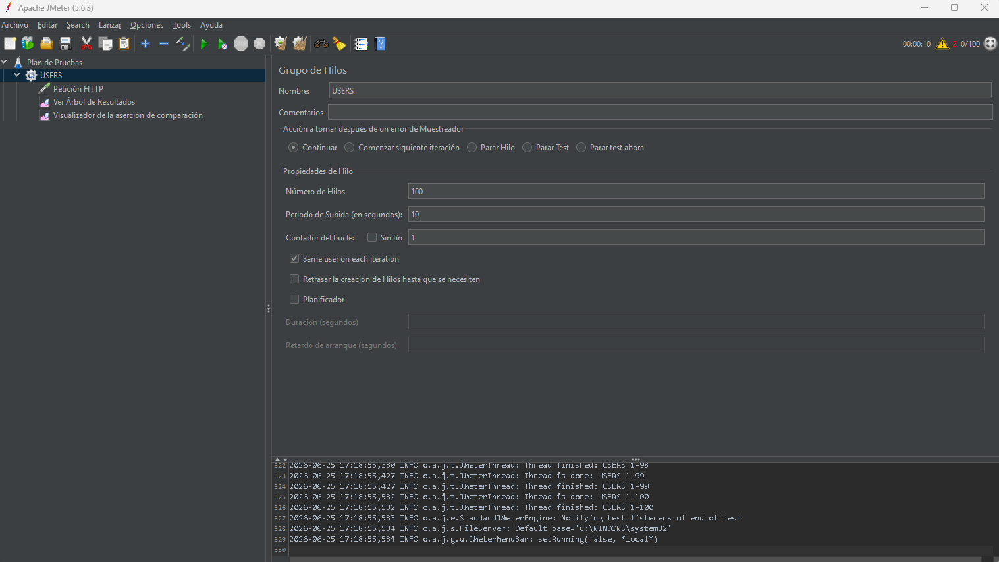 Apache JMeter (5.6.3)
Archivo Editar Search Lanzar Opciones Tools Ayuda
STOP
00:00:10 2 0/100
Plan de Pruebas
USERS
Petición HTTP
Ver Árbol de Resultados
Visualizador de la aserción de comparación
Grupo de Hilos
Nombre: USERS
Comentarios
Acción a tomar después de un error de Muestreador
Continuar Comenzar siguiente iteración Parar Hilo Parar Test Parar test ahora
Propiedades de Hilo
Número de Hilos 100
Periodo de Subida (en segundos): 10
Contador del bucle: Sin fín 1
Same user on each iteration
Retrasar la creación de Hilos hasta que se necesiten
Planificador
Duración (segundos)
Retardo de arranque (segundos)
322 2026-06-25 17:18:55,330 INFO o.a.j.t.JMeterThread: Thread finished: USERS 1-98
323 2026-06-25 17:18:55,427 INFO o.a.j.t.JMeterThread: Thread is done: USERS 1-99
324 2026-06-25 17:18:55,427 INFO o.a.j.t.JMeterThread: Thread finished: USERS 1-99
325 2026-06-25 17:18:55,532 INFO o.a.j.t.JMeterThread: Thread is done: USERS 1-100
326 2026-06-25 17:18:55,532 INFO o.a.j.t.JMeterThread: Thread finished: USERS 1-100
327 2026-06-25 17:18:55,533 INFO o.a.j.e.StandardJMeterEngine: Notifying test listeners of end of test
328 2026-06-25 17:18:55,534 INFO o.a.j.s.FileServer: Default base='C:\WINDOWS\system32'
329 2026-06-25 17:18:55,534 INFO o.a.j.g.u.JMeterMenuBar: setRunning(false, *local*)
330